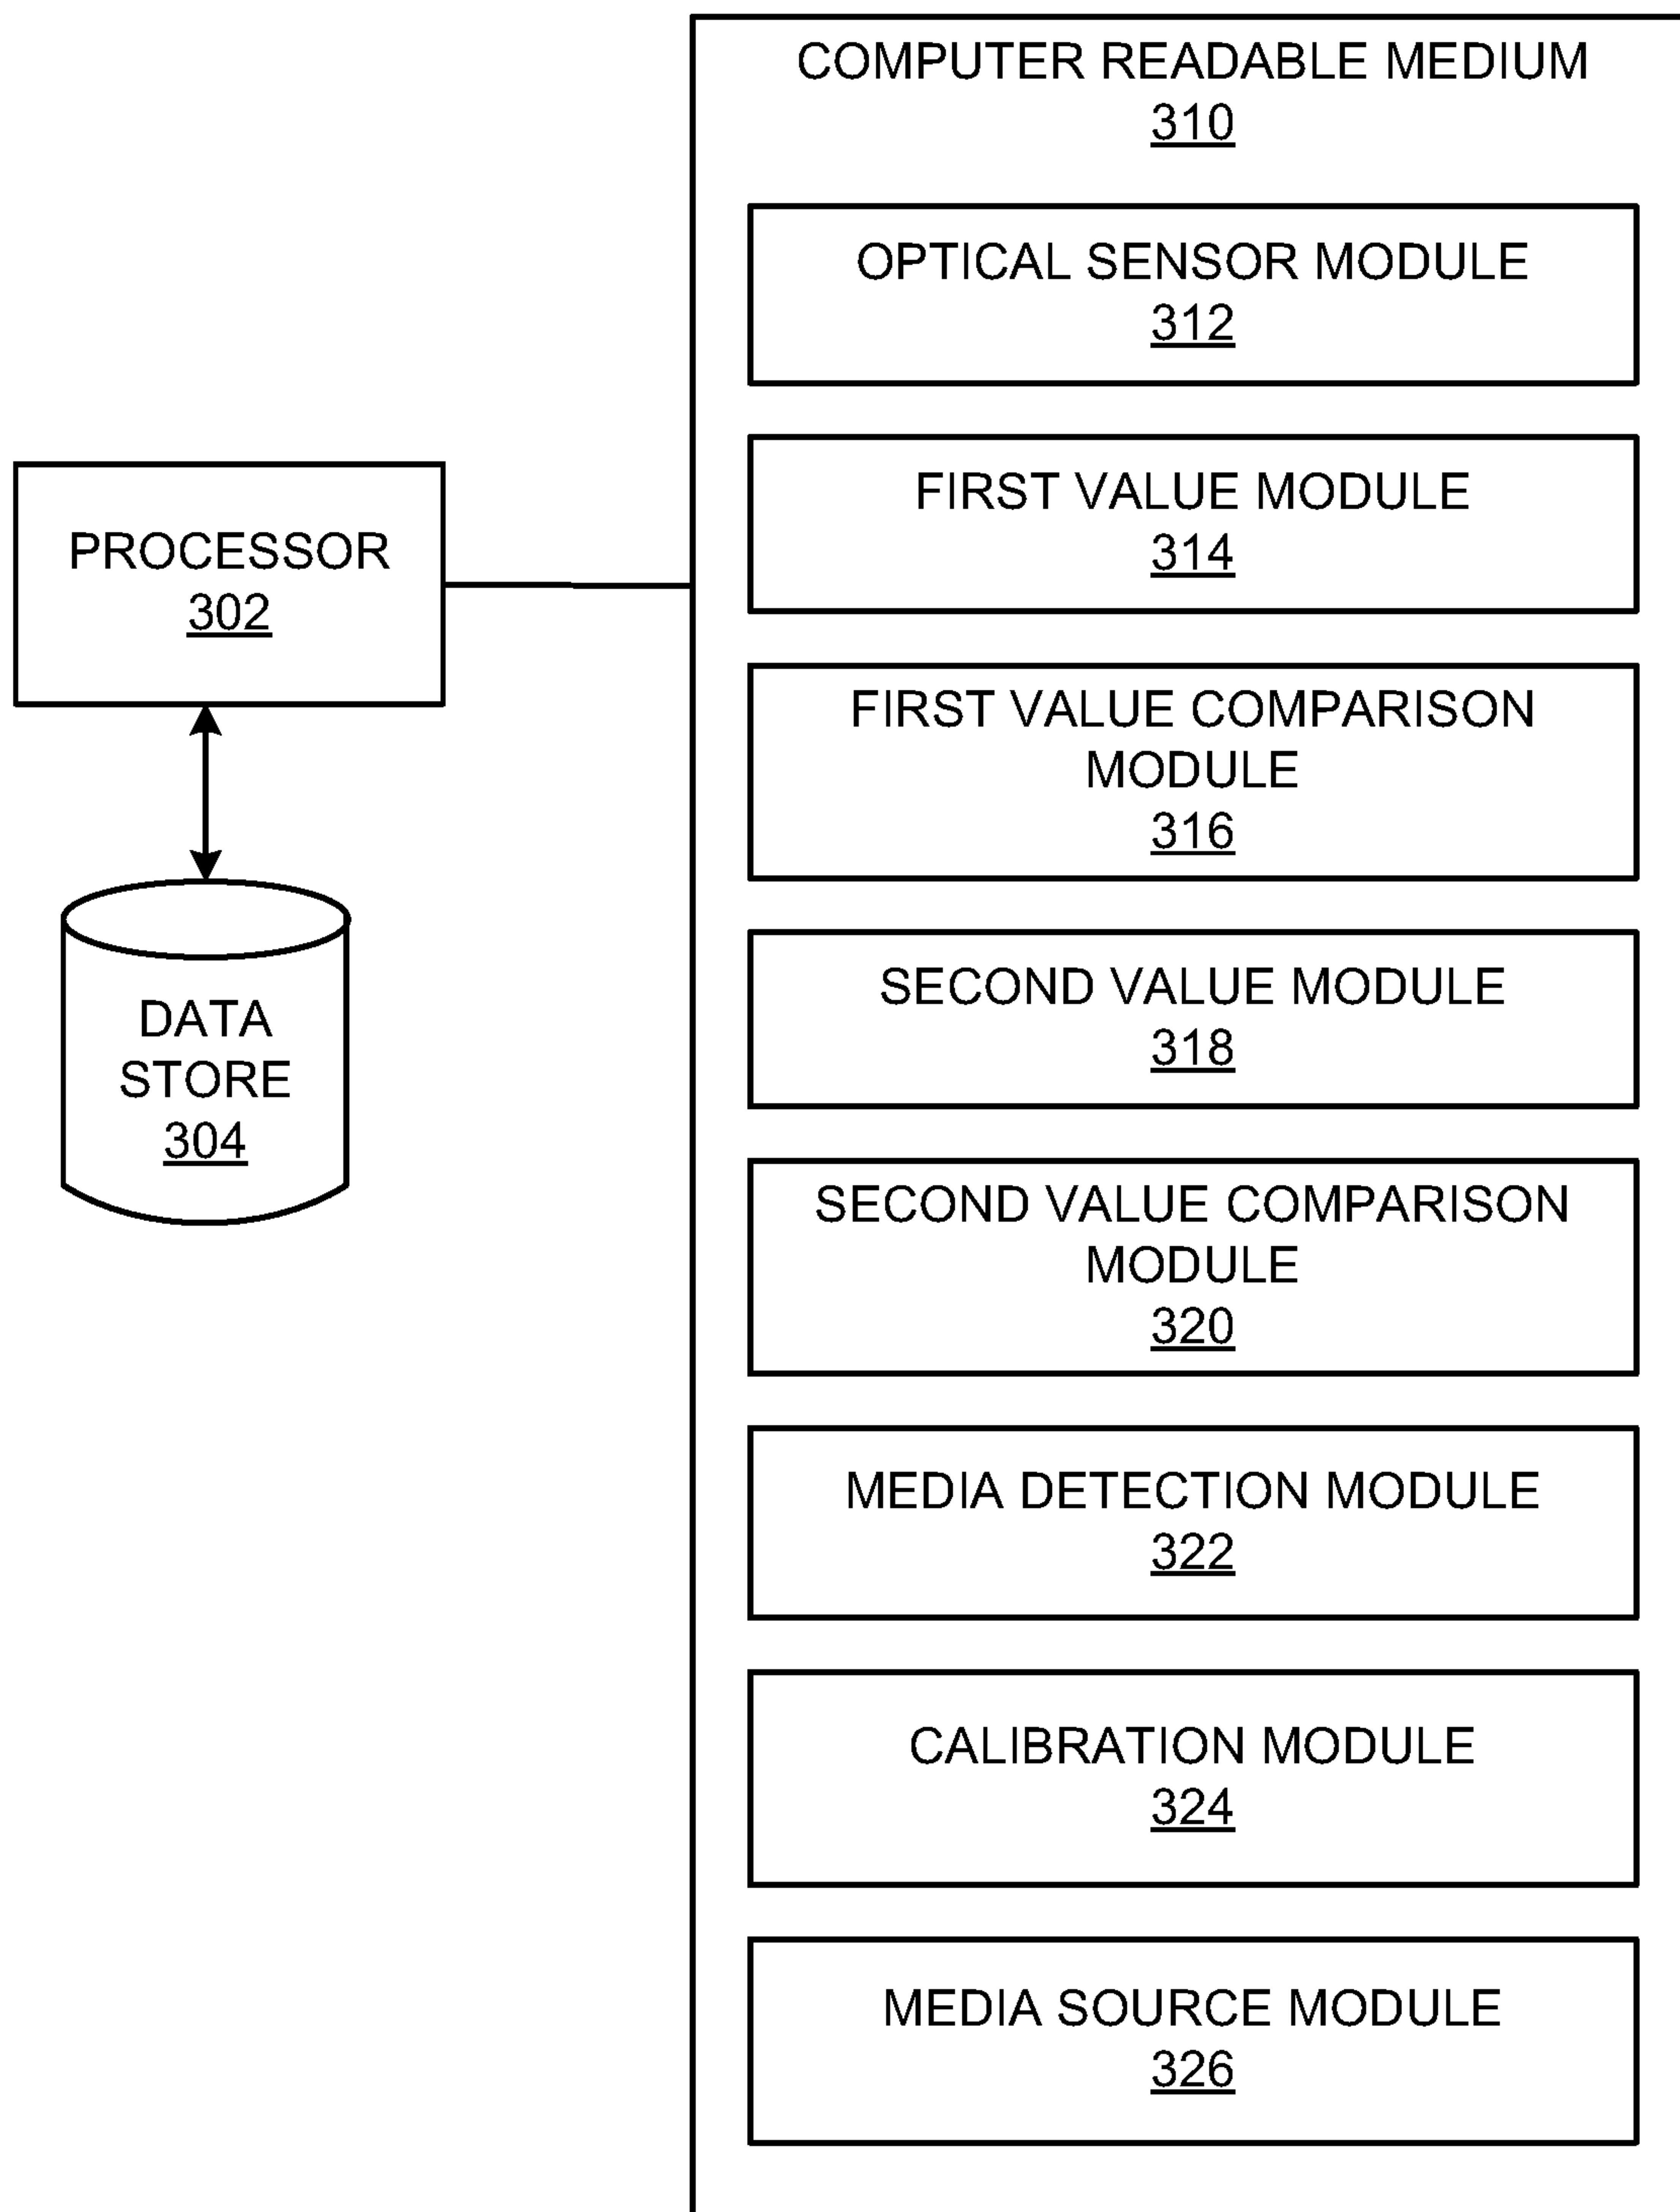 COMPUTER READABLE MEDIUM
310
OPTICAL SENSOR MODULE
312
FIRST VALUE MODULE
314
PROCESSOR
302
FIRST VALUE COMPARISON
MODULE
316
DATA
STORE
304
SECOND VALUE MODULE
318
SECOND VALUE COMPARISON
MODULE
320
MEDIA DETECTION MODULE
322
CALIBRATION MODULE
324
MEDIA SOURCE MODULE
326